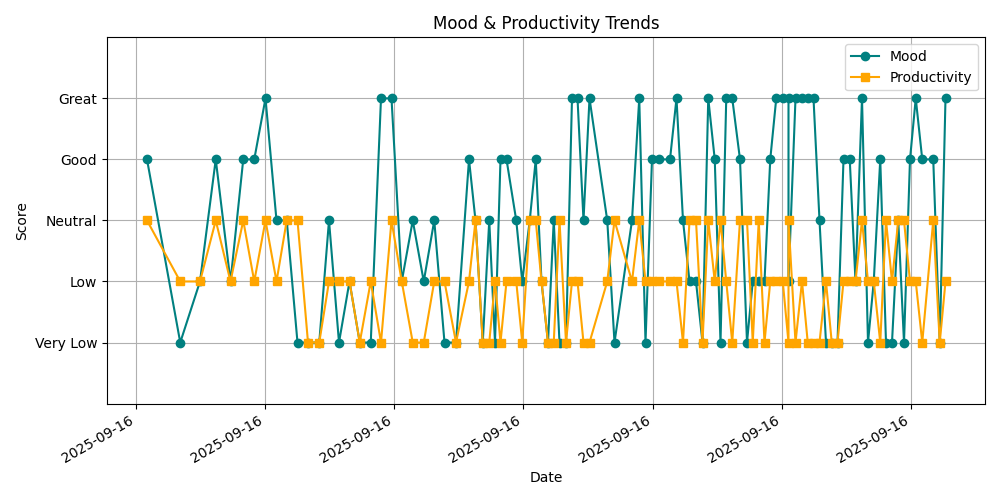 Mood & Productivity Trends
Mood
Productivity
Great
Good
Neutral
Low
Very Low
Score
2025-09-16
2025-09-16
2025-09-16
2025-09-16
2025-09-16
2025-09-16
2025-09-16
Date